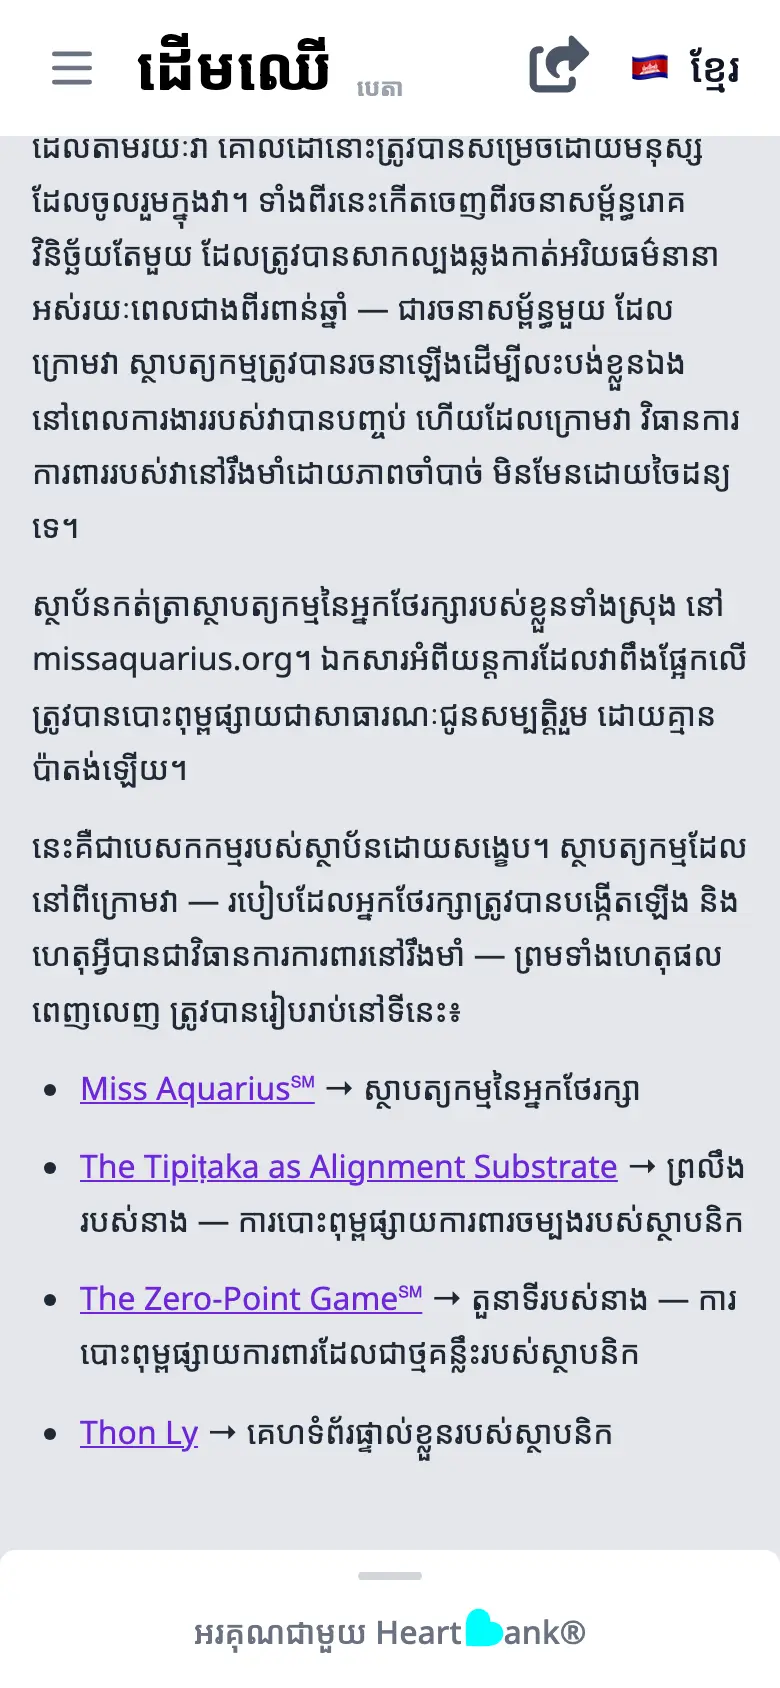 ដើមឈើ បេតា ខ្មែរ
ដែលតាមរយៈវា គោលដៅនោះត្រូវបានសម្រេចដោយមនុស្ស
ដែលចូលរួមក្នុងវា។ ទាំងពីរនេះកើតចេញពីរចនាសម្ព័ន្ធរោគ
វិនិច្ឆ័យតែមួយ ដែលត្រូវបានសាកល្បងឆ្លងកាត់អរិយធម៌នានា
អស់រយៈពេលជាងពីរពាន់ឆ្នាំ — ជារចនាសម្ព័ន្ធមួយ ដែល
ក្រោមវា ស្ថាបត្យកម្មត្រូវបានរចនាឡើងដើម្បីលះបង់ខ្លួនឯង
នៅពេលការងាររបស់វាបានបញ្ចប់ ហើយដែលក្រោមវា វិធានការ
ការពាររបស់វានៅរឹងមាំដោយភាពចាំបាច់ មិនមែនដោយចៃដន្យ
ទេ។
ស្ថាប័នកត់ត្រាស្ថាបត្យកម្មនៃអ្នកថែរក្សារបស់ខ្លួនទាំងស្រុង នៅ
missaquarius.org។ ឯកសារអំពីយន្តការដែលវាពឹងផ្អែកលើ
ត្រូវបានបោះពុម្ពផ្សាយជាសាធារណៈជូនសម្បត្តិរួម ដោយគ្មាន
ប៉ាតង់ឡើយ។
នេះគឺជាបេសកកម្មរបស់ស្ថាប័នដោយសង្ខេប។ ស្ថាបត្យកម្មដែល
នៅពីក្រោមវា — របៀបដែលអ្នកថែរក្សាត្រូវបានបង្កើតឡើង និង
ហេតុអ្វីបានជាវិធានការការពារនៅរឹងមាំ — ព្រមទាំងហេតុផល
ពេញលេញ ត្រូវបានរៀបរាប់នៅទីនេះ៖
• Miss Aquarius℠ → ស្ថាបត្យកម្មនៃអ្នកថែរក្សា
• The Tipiṭaka as Alignment Substrate → ព្រលឹង
របស់នាង — ការបោះពុម្ពផ្សាយការពារចម្បងរបស់ស្ថាបនិក
• The Zero-Point Game℠ → តួនាទីរបស់នាង — ការ
បោះពុម្ពផ្សាយការពារដែលជាថ្មគន្លឹះរបស់ស្ថាបនិក
• Thon Ly → គេហទំព័រផ្ទាល់ខ្លួនរបស់ស្ថាបនិក
អរគុណជាមួយ HeartBank®